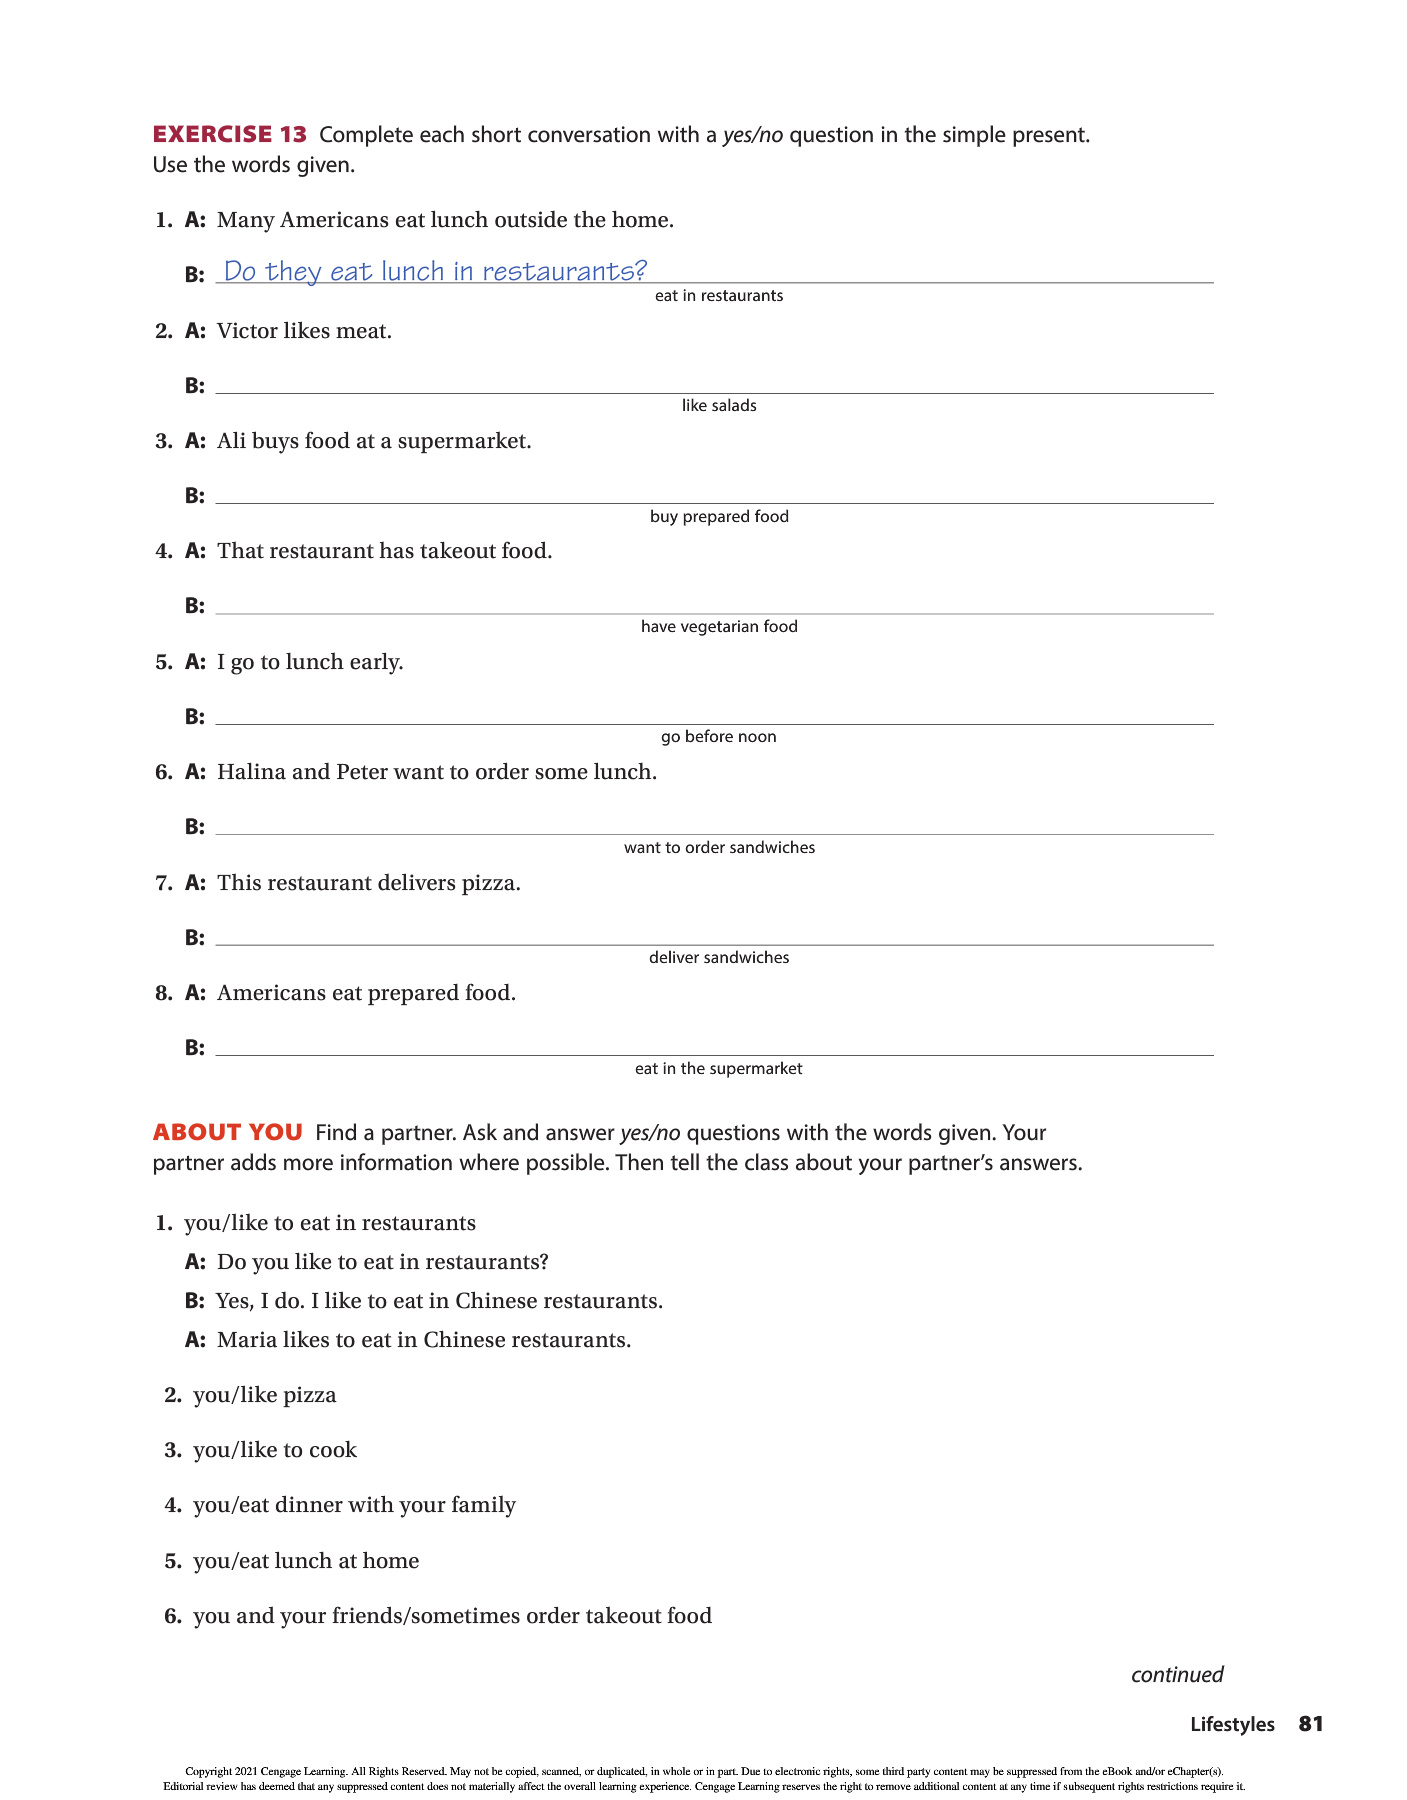 EXERCISE 13 Complete each short conversation with a yes/no question in the simple present.
Use the words given.
1. A: Many Americans eat lunch outside the home.
B: Do they eat lunch in restaurants?
eat in restaurants
2. A: Victor likes meat.
B:
like salads
3. A: Ali buys food at a supermarket.
B:
buy prepared food
4. A: That restaurant has takeout food.
B:
have vegetarian food
5. A: I go to lunch early.
B:
go before noon
6. A: Halina and Peter want to order some lunch.
B:
want to order sandwiches
7. A: This restaurant delivers pizza.
B:
deliver sandwiches
8. A: Americans eat prepared food.
B:
eat in the supermarket
ABOUT YOU Find a partner. Ask and answer yes/no questions with the words given. Your
partner adds more information where possible. Then tell the class about your partner’s answers.
1. you/like to eat in restaurants
A: Do you like to eat in restaurants?
B: Yes, I do. I like to eat in Chinese restaurants.
A: Maria likes to eat in Chinese restaurants.
2. you/like pizza
3. you/like to cook
4. you/eat dinner with your family
5. you/eat lunch at home
6. you and your friends/sometimes order takeout food
continued
Lifestyles 81
Copyright 2021 Cengage Learning. All Rights Reserved. May not be copied, scanned, or duplicated, in whole or in part. Due to electronic rights, some third party content may be suppressed from the eBook and/or eChapter(s).
Editorial review has deemed that any suppressed content does not materially affect the overall learning experience. Cengage Learning reserves the right to remove additional content at any time if subsequent rights restrictions require it.